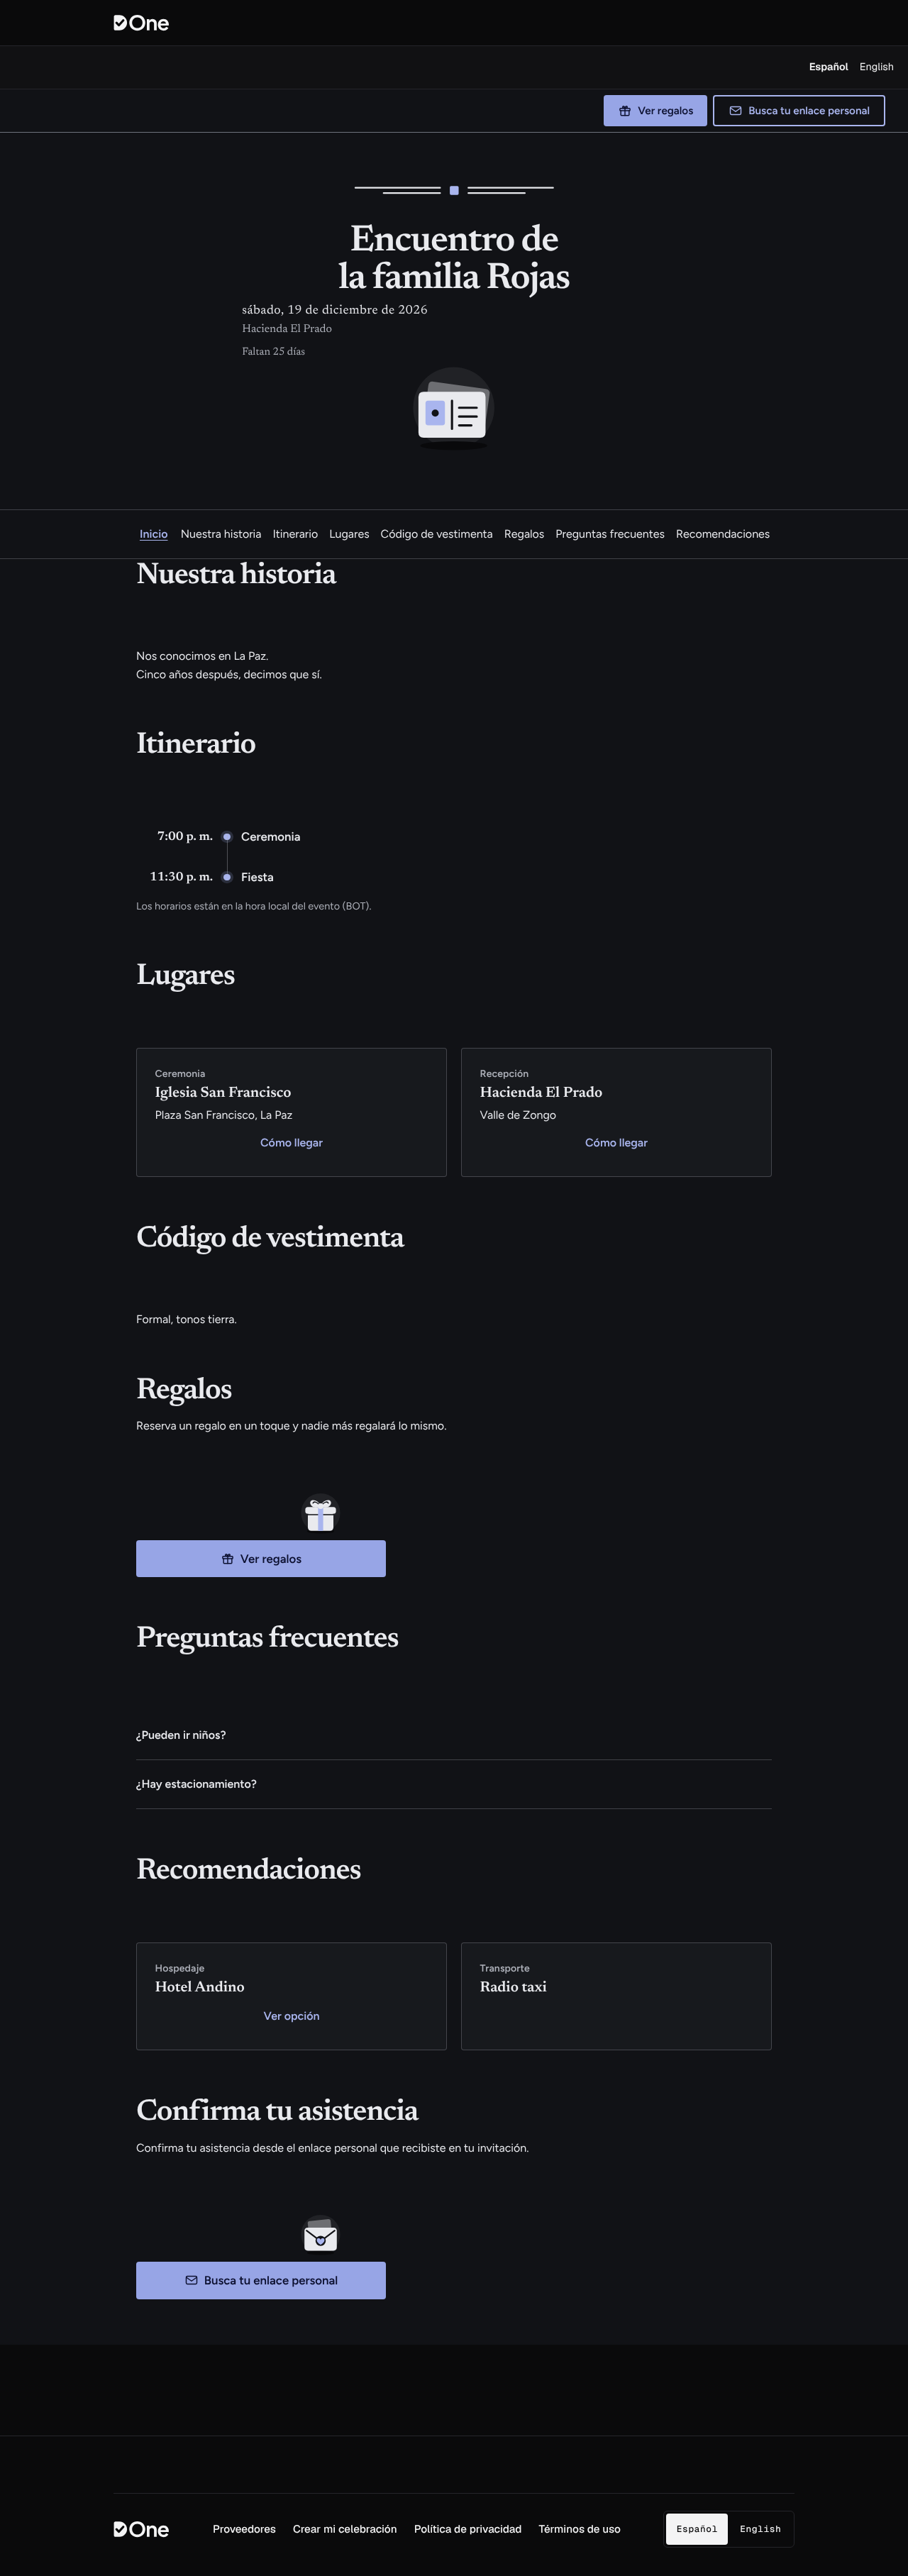 One
Español English
Ver regalos Busca tu enlace personal
Encuentro de
la familia Rojas
sábado, 19 de diciembre de 2026
Hacienda El Prado
Faltan 25 días
Inicio Nuestra historia Itinerario Lugares Código de vestimenta Regalos Preguntas frecuentes Recomendaciones
Nuestra historia
Nos conocimos en La Paz.
Cinco años después, decimos que sí.
Itinerario
7:00 p. m. Ceremonia
11:30 p. m. Fiesta
Los horarios están en la hora local del evento (BOT).
Lugares
Ceremonia
Iglesia San Francisco
Plaza San Francisco, La Paz
Cómo llegar
Recepción
Hacienda El Prado
Valle de Zongo
Cómo llegar
Código de vestimenta
Formal, tonos tierra.
Regalos
Reserva un regalo en un toque y nadie más regalará lo mismo.
Ver regalos
Preguntas frecuentes
¿Pueden ir niños?
¿Hay estacionamiento?
Recomendaciones
Hospedaje
Hotel Andino
Ver opción
Transporte
Radio taxi
Confirma tu asistencia
Confirma tu asistencia desde el enlace personal que recibiste en tu invitación.
Busca tu enlace personal
One Proveedores Crear mi celebración Política de privacidad Términos de uso Español English